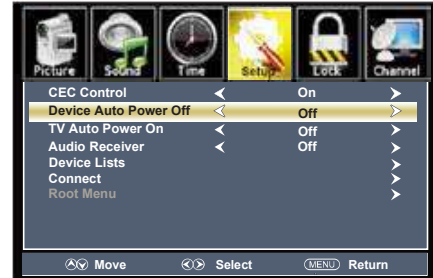 Picture Sound Time Setup Lock Channel
CEC Control On
Device Auto Power Off Off
TV Auto Power On Off
Audio Receiver Off
Device Lists
Connect
Root Menu
Move Select MENU Return